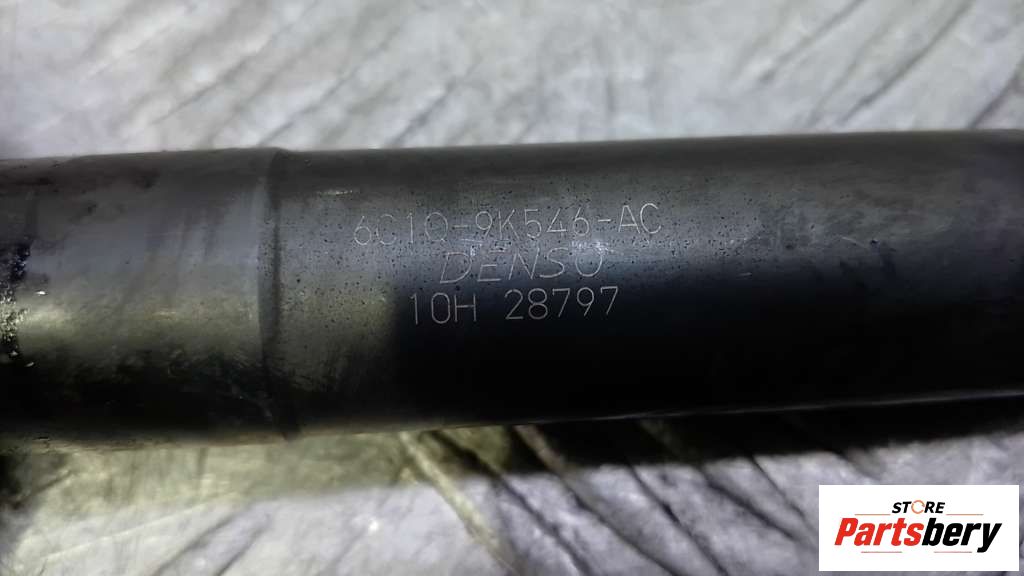 6C1Q-9K546-AC
DENSO
10H 28797
STORE
Partsbery